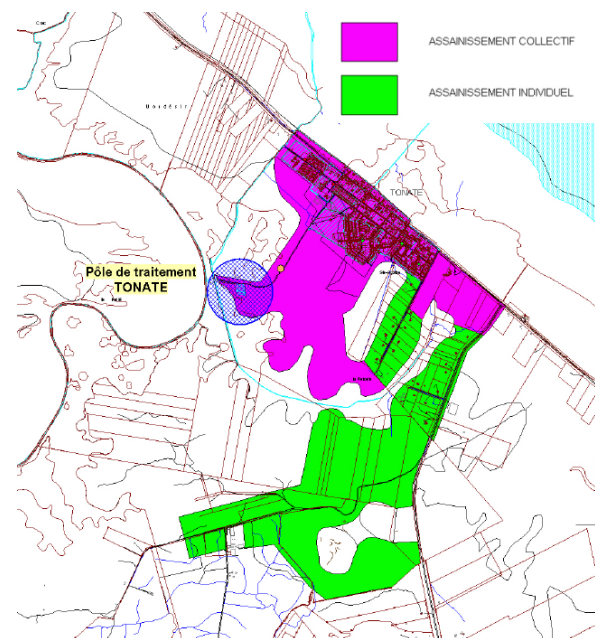 ASSAINISSEMENT COLLECTIF
ASSAINISSEMENT INDIVIDUEL
TONATE
Pôle de traitement
TONATE